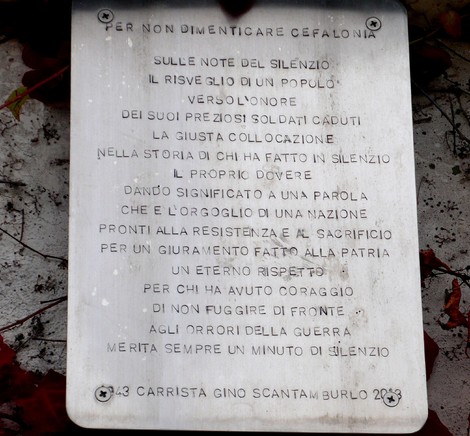 PER NON DIMENTICARE CEFALONIA
SULLE NOTE DEL SILENZIO
IL RISVEGLIO DI UN POPOLO
VERSO L'ONORE
DEI SUOI PREZIOSI SOLDATI CADUTI
LA GIUSTA COLLOCAZIONE
NELLA STORIA DI CHI HA FATTO IN SILENZIO
IL PROPRIO DOVERE
DANDO SIGNIFICATO A UNA PAROLA
CHE E L'ORGOGLIO DI UNA NAZIONE
PRONTI ALLA RESISTENZA E AL SACRIFICIO
PER UN GIURAMENTO FATTO ALLA PATRIA
UN ETERNO RISPETTO
PER CHI HA AVUTO CORAGGIO
DI NON FUGGIRE DI FRONTE
AGLI ORRORI DELLA GUERRA
MERITA SEMPRE UN MINUTO DI SILENZIO
CARRISTA GINO SCANTAMBURLO